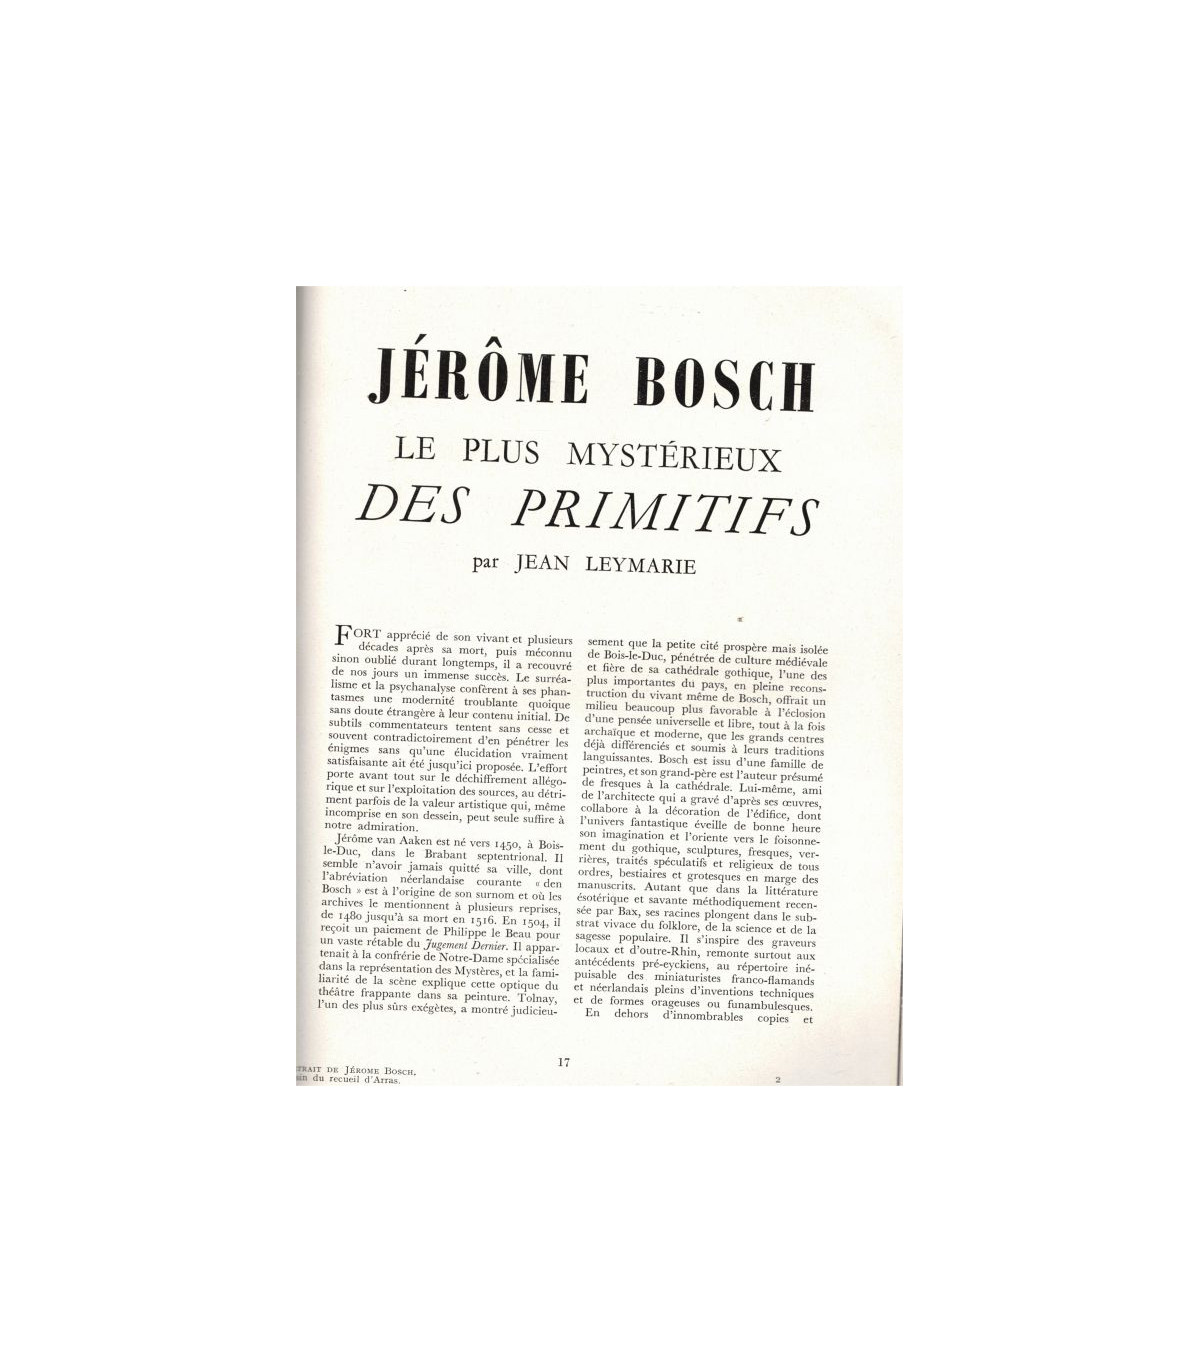 JÉRÔME BOSCH
LE PLUS MYSTÉRIEUX
DES PRIMITIFS
par JEAN LEYMARIE
FORT apprécié de son vivant et plusieurs
décades après sa mort, puis méconnu
sinon oublié durant longtemps, il a recouvré
de nos jours un immense succès. Le surréa-
lisme et la psychanalyse confèrent à ses phan-
tasmes une modernité troublante quoique
sans doute étrangère à leur contenu initial. De
subtils commentateurs tentent sans cesse et
souvent contradictoirement d'en pénétrer les
énigmes sans qu'une élucidation vraiment
satisfaisante ait été jusqu'ici proposée. L'effort
porte avant tout sur le déchiffrement allégo-
rique et sur l'exploitation des sources, au détri-
ment parfois de la valeur artistique qui, même
incomprise en son dessein, peut seule suffire à
notre admiration.
Jérôme van Aaken est né vers 1450, à Bois-
le-Duc, dans le Brabant septentrional. Il
semble n'avoir jamais quitté sa ville, dont
l'abréviation néerlandaise courante « den
Bosch » est à l'origine de son surnom et où les
archives le mentionnent à plusieurs reprises,
de 1480 jusqu'à sa mort en 1516. En 1504, il
reçoit un paiement de Philippe le Beau pour
un vaste rétable du Jugement Dernier. Il appar-
tenait à la confrérie de Notre-Dame spécialisée
dans la représentation des Mystères, et la fami-
liarité de la scène explique cette optique du
théâtre frappante dans sa peinture. Tolnay,
l'un des plus sûrs exégètes, a montré judicieu-
sement que la petite cité prospère mais isolée
de Bois-le-Duc, pénétrée de culture médiévale
et fière de sa cathédrale gothique, l'une des
plus importantes du pays, en pleine recons-
truction du vivant même de Bosch, offrait un
milieu beaucoup plus favorable à l'éclosion
d'une pensée universelle et libre, tout à la fois
archaïque et moderne, que les grands centres
déjà différenciés et soumis à leurs traditions
languissantes. Bosch est issu d'une famille de
peintres, et son grand-père est l'auteur présumé
de fresques à la cathédrale. Lui-même, ami
de l'architecte qui a gravé d'après ses œuvres,
collabore à la décoration de l'édifice, dont
l'univers fantastique éveille de bonne heure
son imagination et l'oriente vers le foisonne-
ment du gothique, sculptures, fresques, ver-
rières, traités spéculatifs et religieux de tous
ordres, bestiaires et grotesques en marge des
manuscrits. Autant que dans la littérature
ésotérique et savante méthodiquement recen-
sée par Bax, ses racines plongent dans le sub-
strat vivace du folklore, de la science et de la
sagesse populaire. Il s'inspire des graveurs
locaux et d'outre-Rhin, remonte surtout aux
antécédents pré-eyckiens, au répertoire iné-
puisable des miniaturistes franco-flamands
et néerlandais pleins d'inventions techniques
et de formes orageuses ou funambulesques.
En dehors d'innombrables copies et
17
TRAIT DE JÉROME BOSCH,
sin du recueil d'Arras.
2